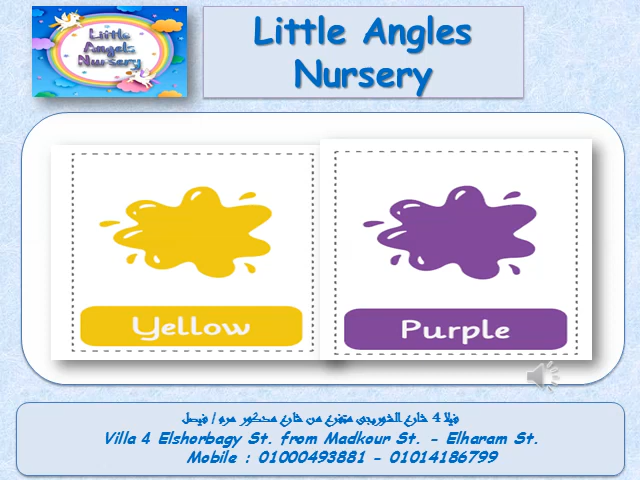 Little
Angels
Nursery
Little Angles
Nursery
Yellow
Purple
فيلا 4 شارع الشوربجى متفرع من شارع مدكور هرم / فيصل
Villa 4 Elshorbagy St. from Madkour St. - Elharam St.
Mobile : 01000493881 - 01014186799